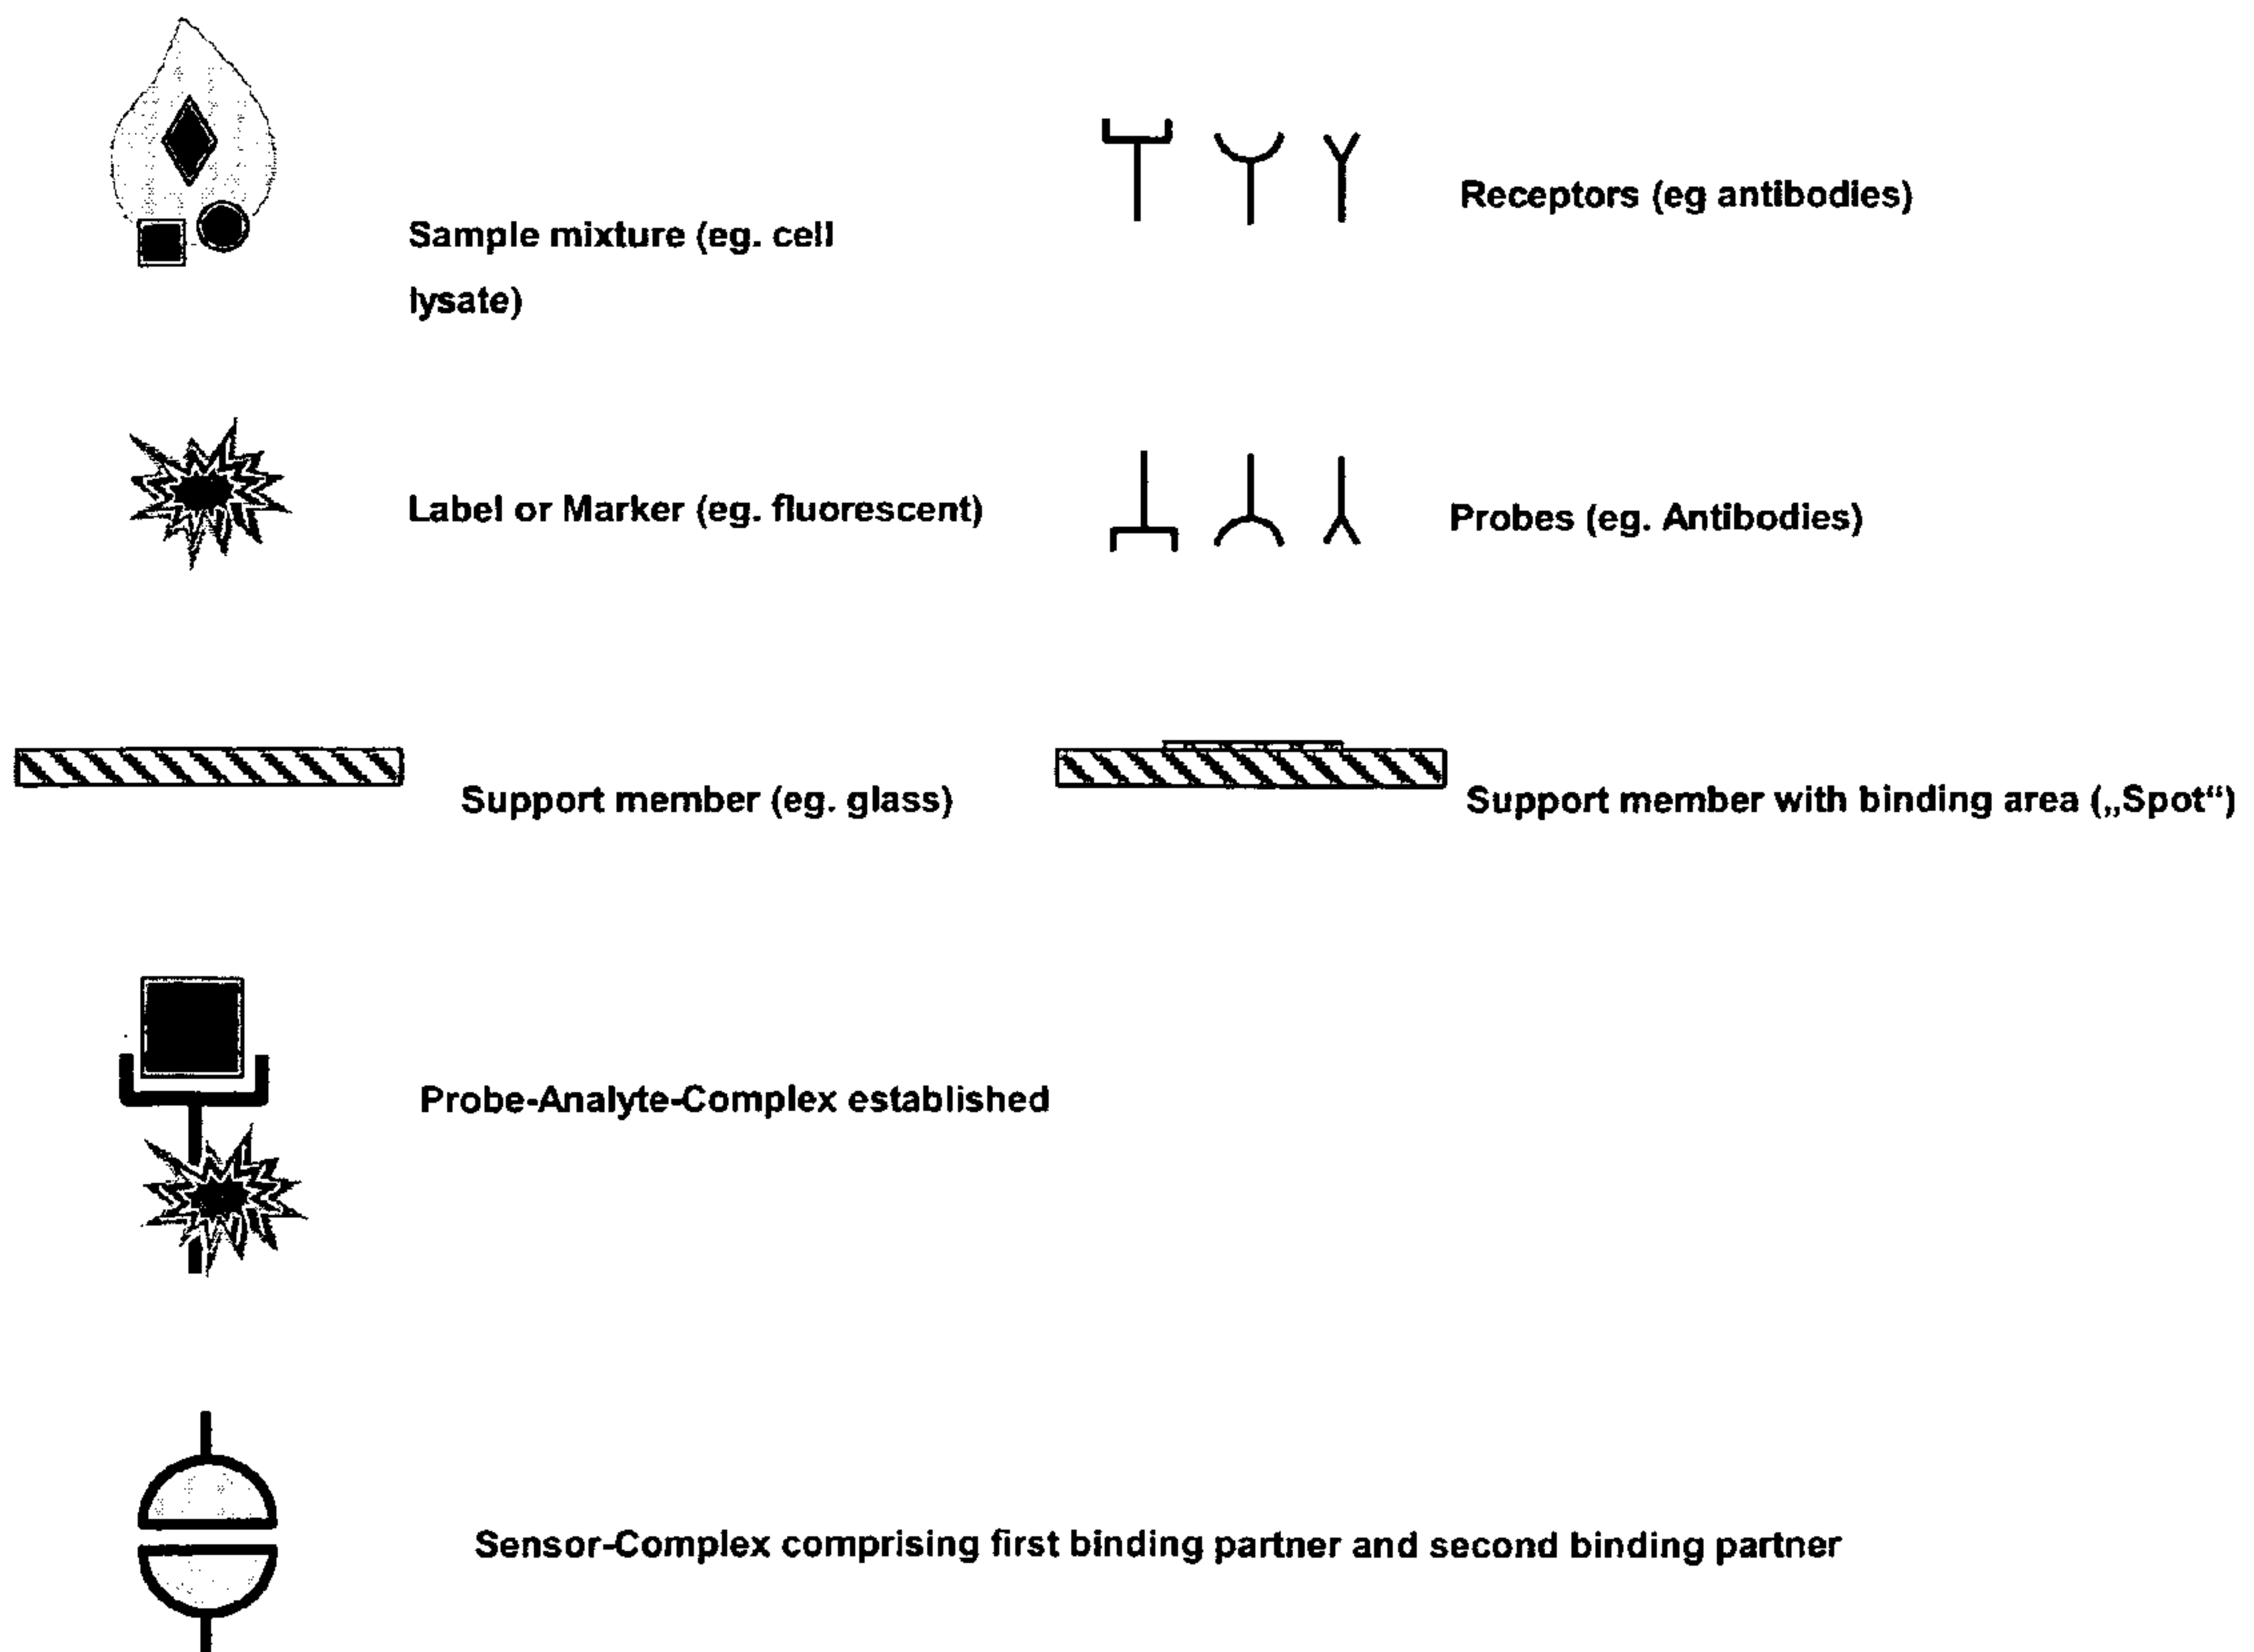 Sample mixture (eg. cell
lysate)
Receptors (eg antibodies)
Label or Marker (eg. fluorescent)
Probes (eg. Antibodies)
Support member (eg. glass)
Support member with binding area („Spot“)
Probe-Analyte-Complex established
Sensor-Complex comprising first binding partner and second binding partner